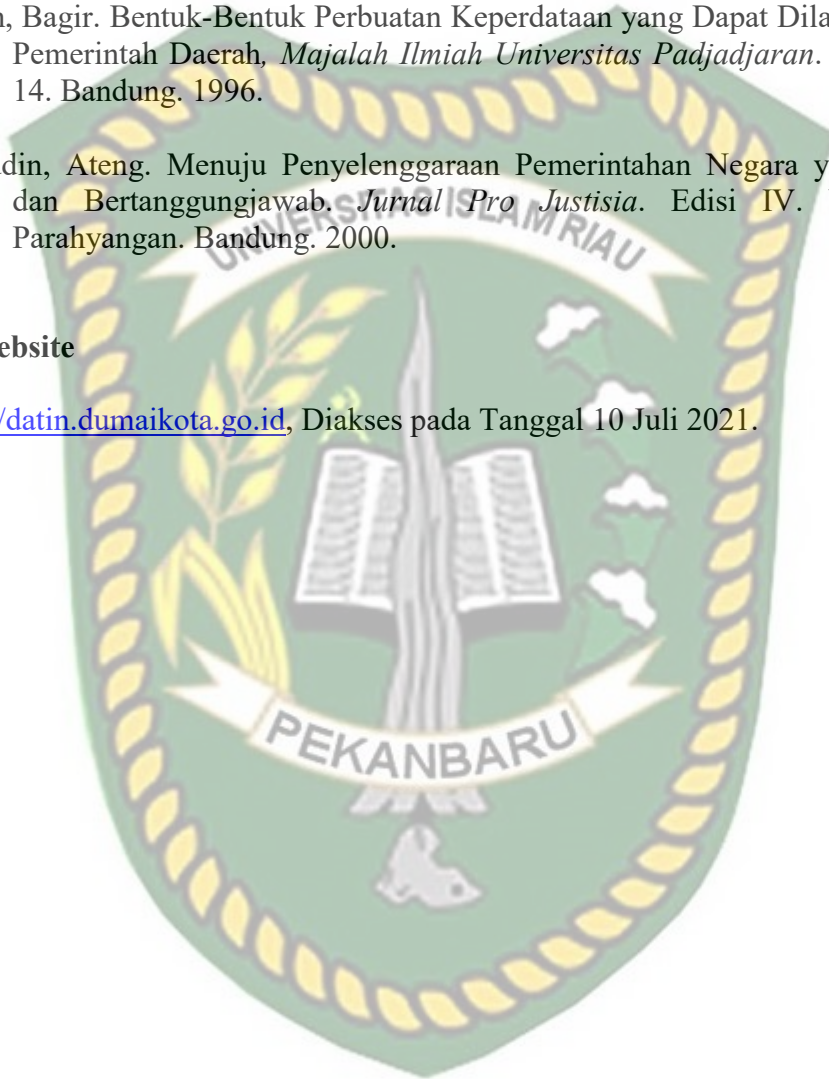 n, Bagir. Bentuk-Bentuk Perbuatan Keperdataan yang Dapat Dila
Pemerintah Daerah, Majalah Ilmiah Universitas Padjadjaran.
14. Bandung. 1996.
din, Ateng. Menuju Penyelenggaraan Pemerintahan Negara y
dan Bertanggungjawab. Jurnal Pro Justisia. Edisi IV.
Parahyangan. Bandung. 2000.
UNIVERSITAS ISLAM RIAU
ebsite
/datin.dumaikota.go.id, Diakses pada Tanggal 10 Juli 2021.
PEKANBARU